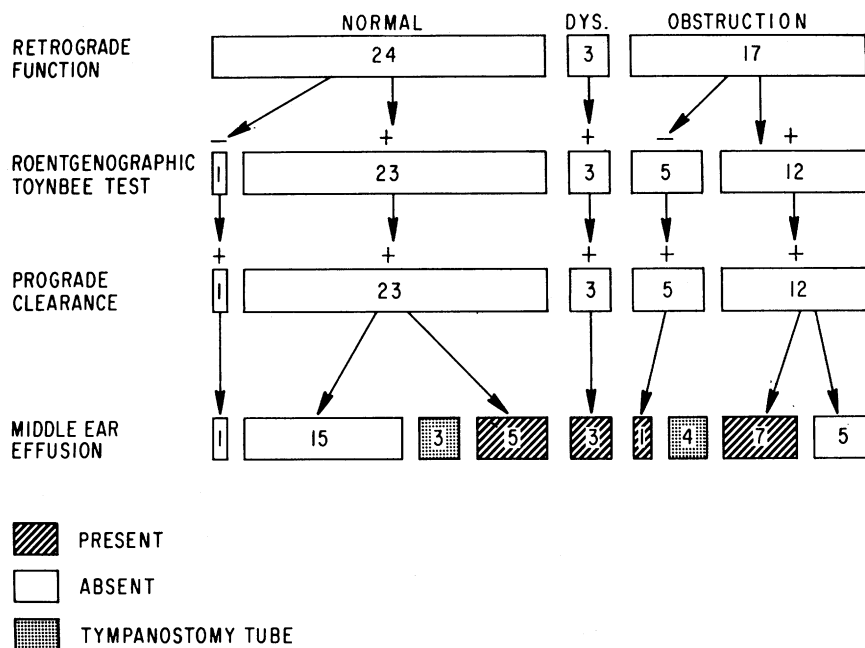 NORMAL DYS. OBSTRUCTION
RETROGRADE FUNCTION 24 3 17
− + + − +
ROENTGENOGRAPHIC TOYNBEE TEST 1 23 3 5 12
+ + + + +
PROGRADE CLEARANCE 1 23 3 5 12
MIDDLE EAR EFFUSION 1 15 3 5 3 1 4 7 5
PRESENT
ABSENT
TYMPANOSTOMY TUBE